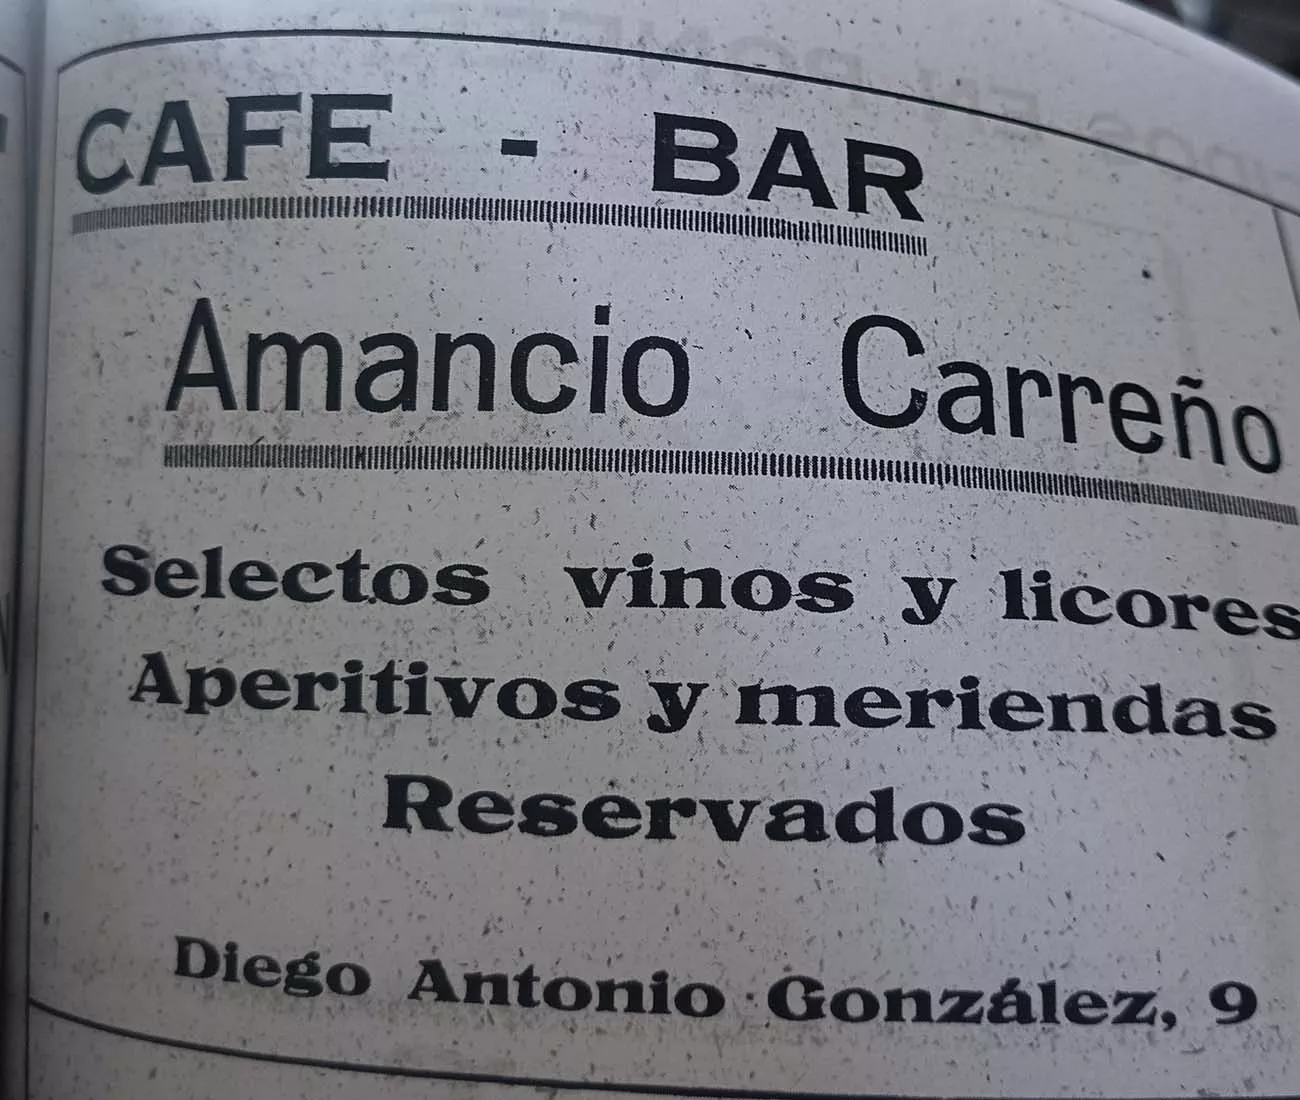 CAFE - BAR
Amancio Carreño
Selectos vinos y licores
Aperitivos y meriendas
Reservados
Diego Antonio González, 9